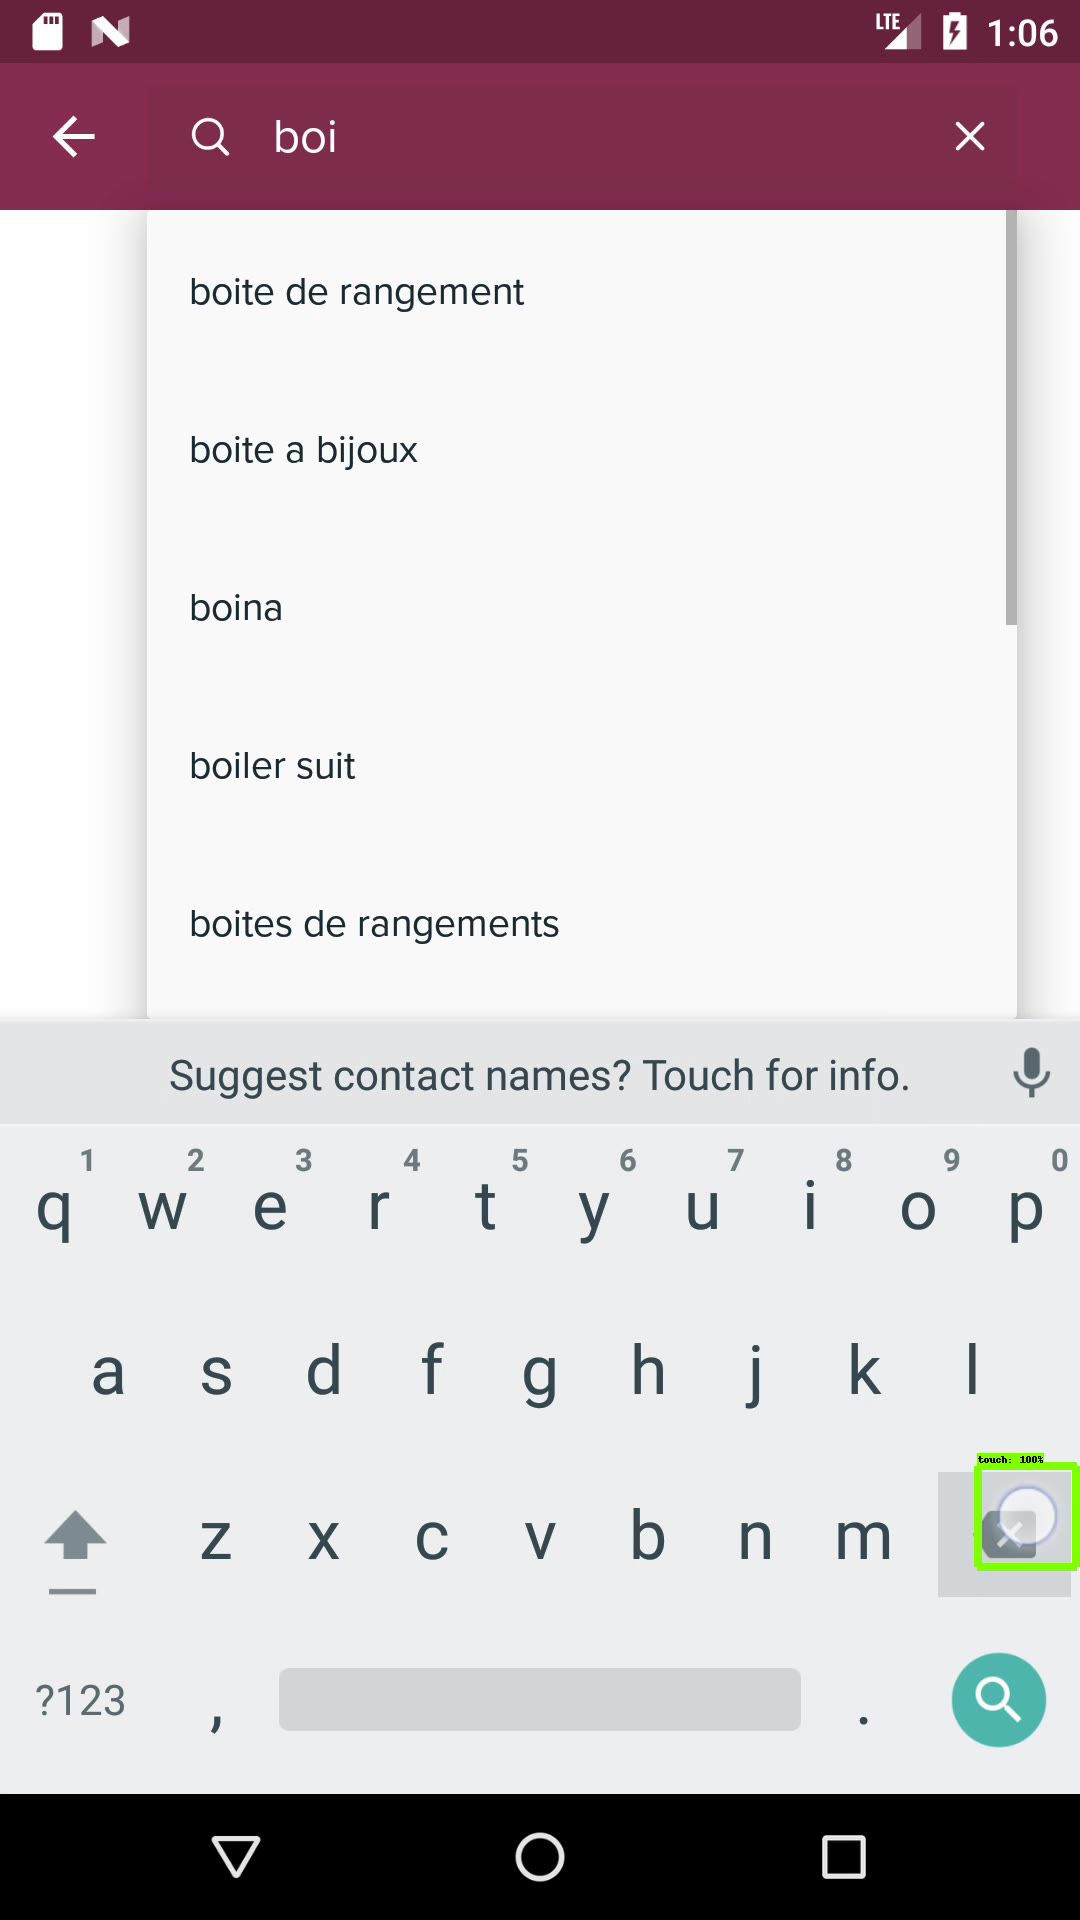 LTE 1:06
boi
boite de rangement
boite a bijoux
boina
boiler suit
boites de rangements
Suggest contact names? Touch for info.
1 2 3 4 5 6 7 8 9 0
q w e r t y u i o p
a s d f g h j k l
touch: 100%
z x c v b n m
?123 , .